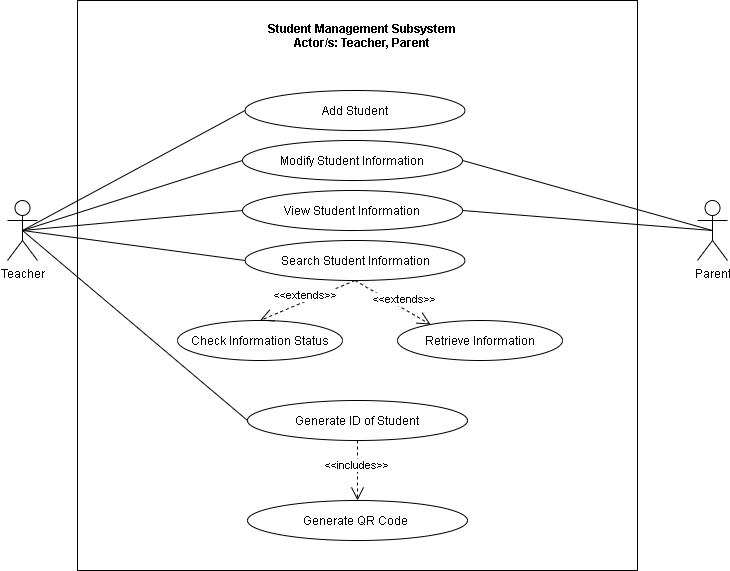 Student Management Subsystem
Actor/s: Teacher, Parent
Add Student
Modify Student Information
View Student Information
Search Student Information
Teacher
Parent
<<extends>>
<<extends>>
Check Information Status
Retrieve Information
Generate ID of Student
<<includes>>
Generate QR Code